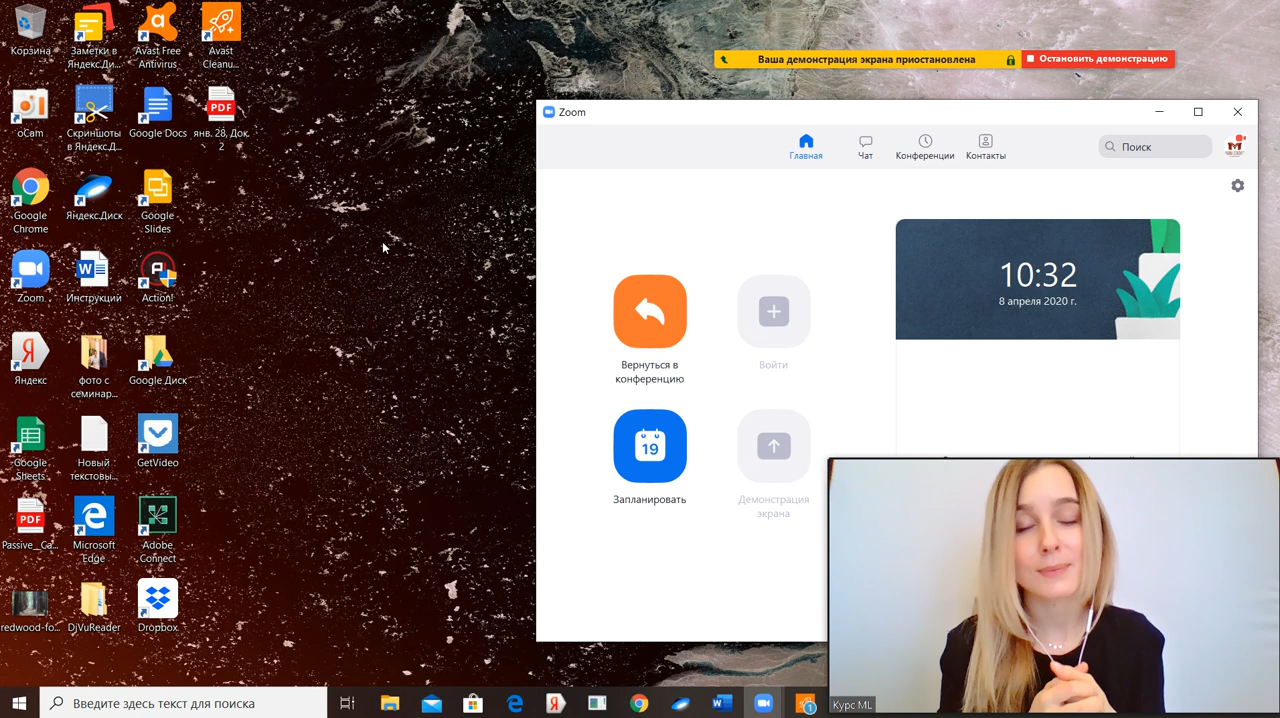 Корзина
Заметки в
Яндекс.Ди...
Avast Free
Antivirus
Avast
Cleanu...
oCam
Скриншоты
в Яндекс.Д...
Google Docs
PDF
янв. 28, Док.
2
Google
Chrome
Яндекс.Диск
Google
Slides
Zoom
Инструкции
Action!
Яндекс
фото с
семинар...
Google Диск
Google
Sheets
Новый
текстовы...
GetVideo
PDF
Passive_Ga...
Microsoft
Edge
Adobe
Connect
redwood-fo...
DjVuReader
Dropbox
Ваша демонстрация экрана приостановлена
Остановить демонстрацию
Zoom
Главная
Чат
Конференции
Контакты
Поиск
Вернуться в
конференцию
Войти
19
Запланировать
Демонстрация
экрана
10:32
8 апреля 2020 г.
Курс ML
Введите здесь текст для поиска